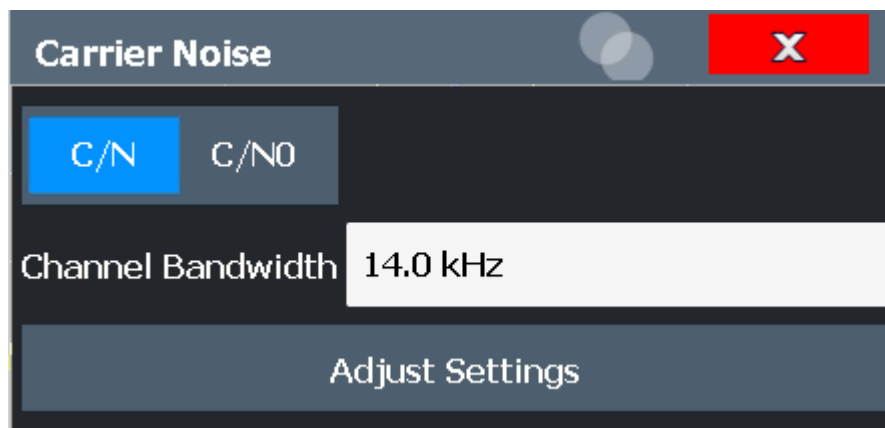 Carrier Noise
X
C/N C/N0
Channel Bandwidth 14.0 kHz
Adjust Settings